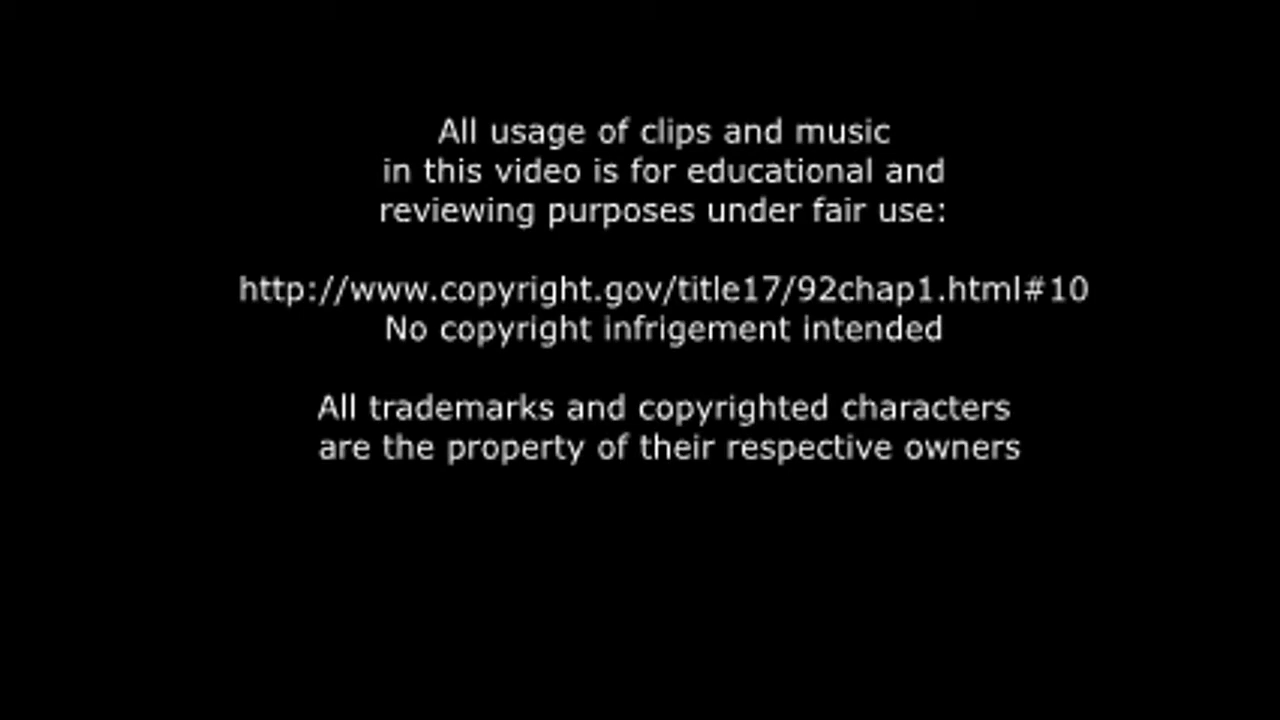 All usage of clips and music
in this video is for educational and
reviewing purposes under fair use:
http://www.copyright.gov/title17/92chap1.html#10
No copyright infrigement intended
All trademarks and copyrighted characters
are the property of their respective owners